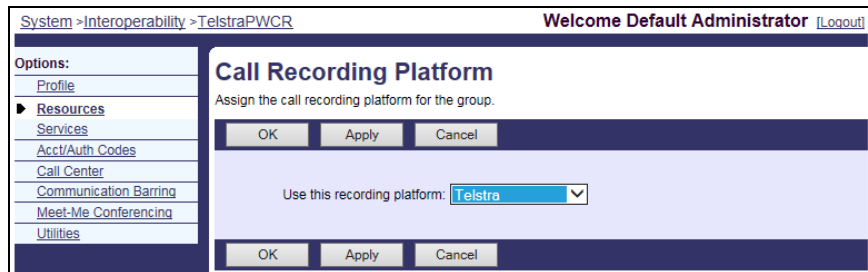 System >Interoperability >TelstraPWCR Welcome Default Administrator [Logout]
Options:
Profile
Resources
Services
Acct/Auth Codes
Call Center
Communication Barring
Meet-Me Conferencing
Utilities
Call Recording Platform
Assign the call recording platform for the group.
OK Apply Cancel
Use this recording platform: Telstra
OK Apply Cancel